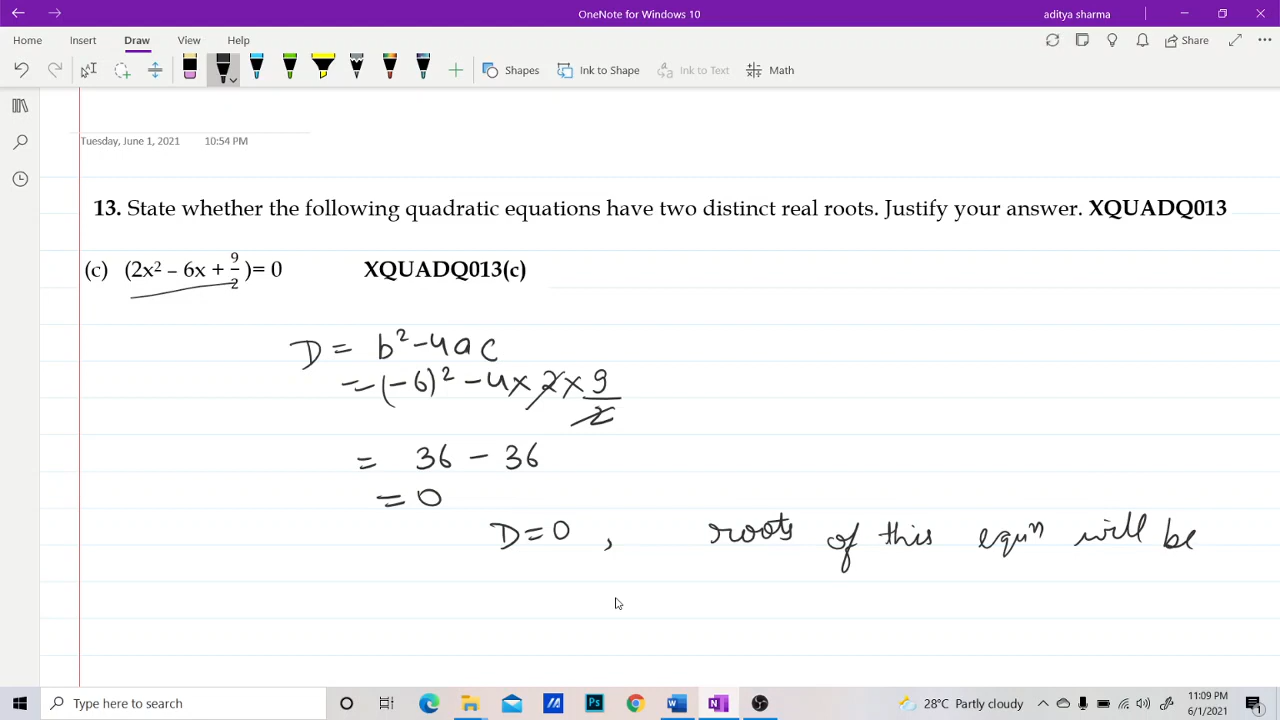 OneNote for Windows 10
aditya sharma
Home Insert Draw View Help
Share
Shapes Ink to Shape Ink to Text Math
Tuesday, June 1, 2021 10:54 PM
13. State whether the following quadratic equations have two distinct real roots. Justify your answer. XQUADQ013
(c) (2x² – 6x + 9/2)= 0 XQUADQ013(c)
D = b² - 4ac
= (-6)² - 4 × 2 × 9/2
= 36 - 36
= 0
D = 0 , roots of this equn will be
Type here to search
28°C Partly cloudy
11:09 PM
6/1/2021
1